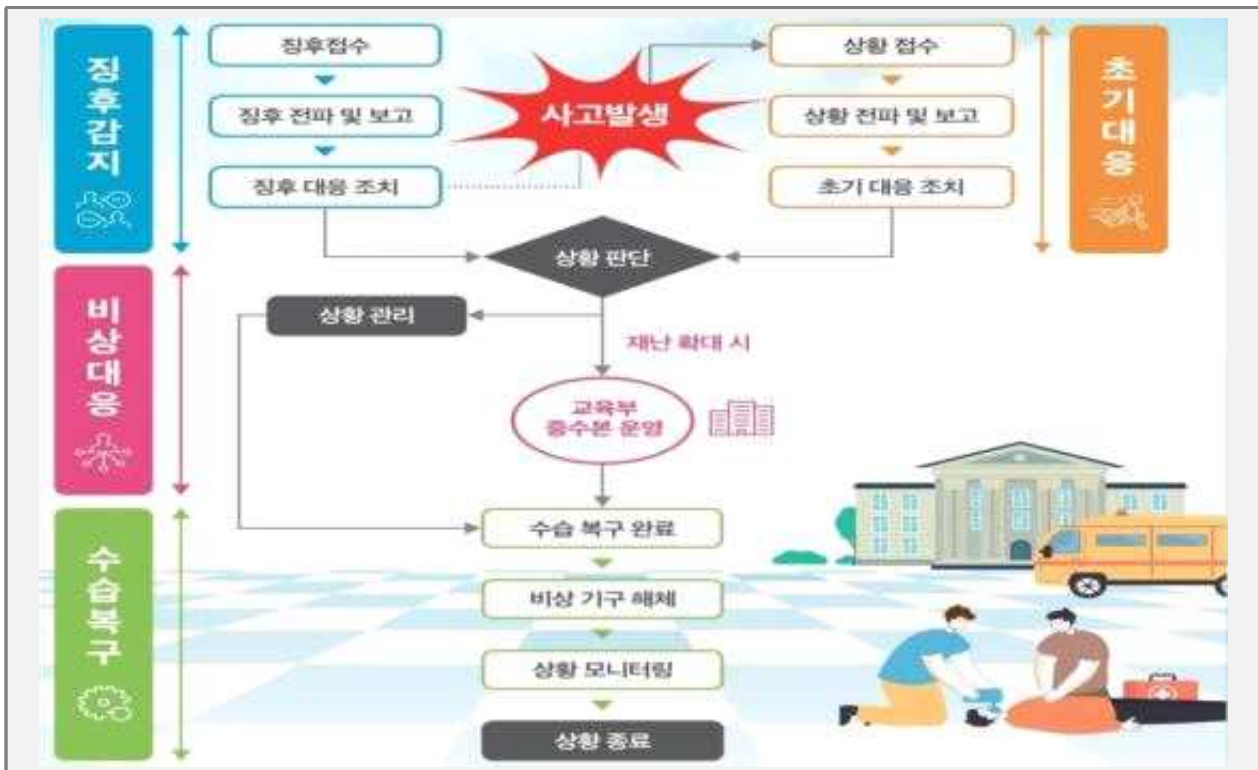 징후감지
징후접수
징후 전파 및 보고
징후 대응 조치
사고발생
상황 접수
상황 전파 및 보고
초기 대응 조치
초기대응
상황 판단
비상대응
상황 관리
재난 확대 시
교육부
중수본 운영
수습복구
수습 복구 완료
비상 기구 해체
상황 모니터링
상황 종료